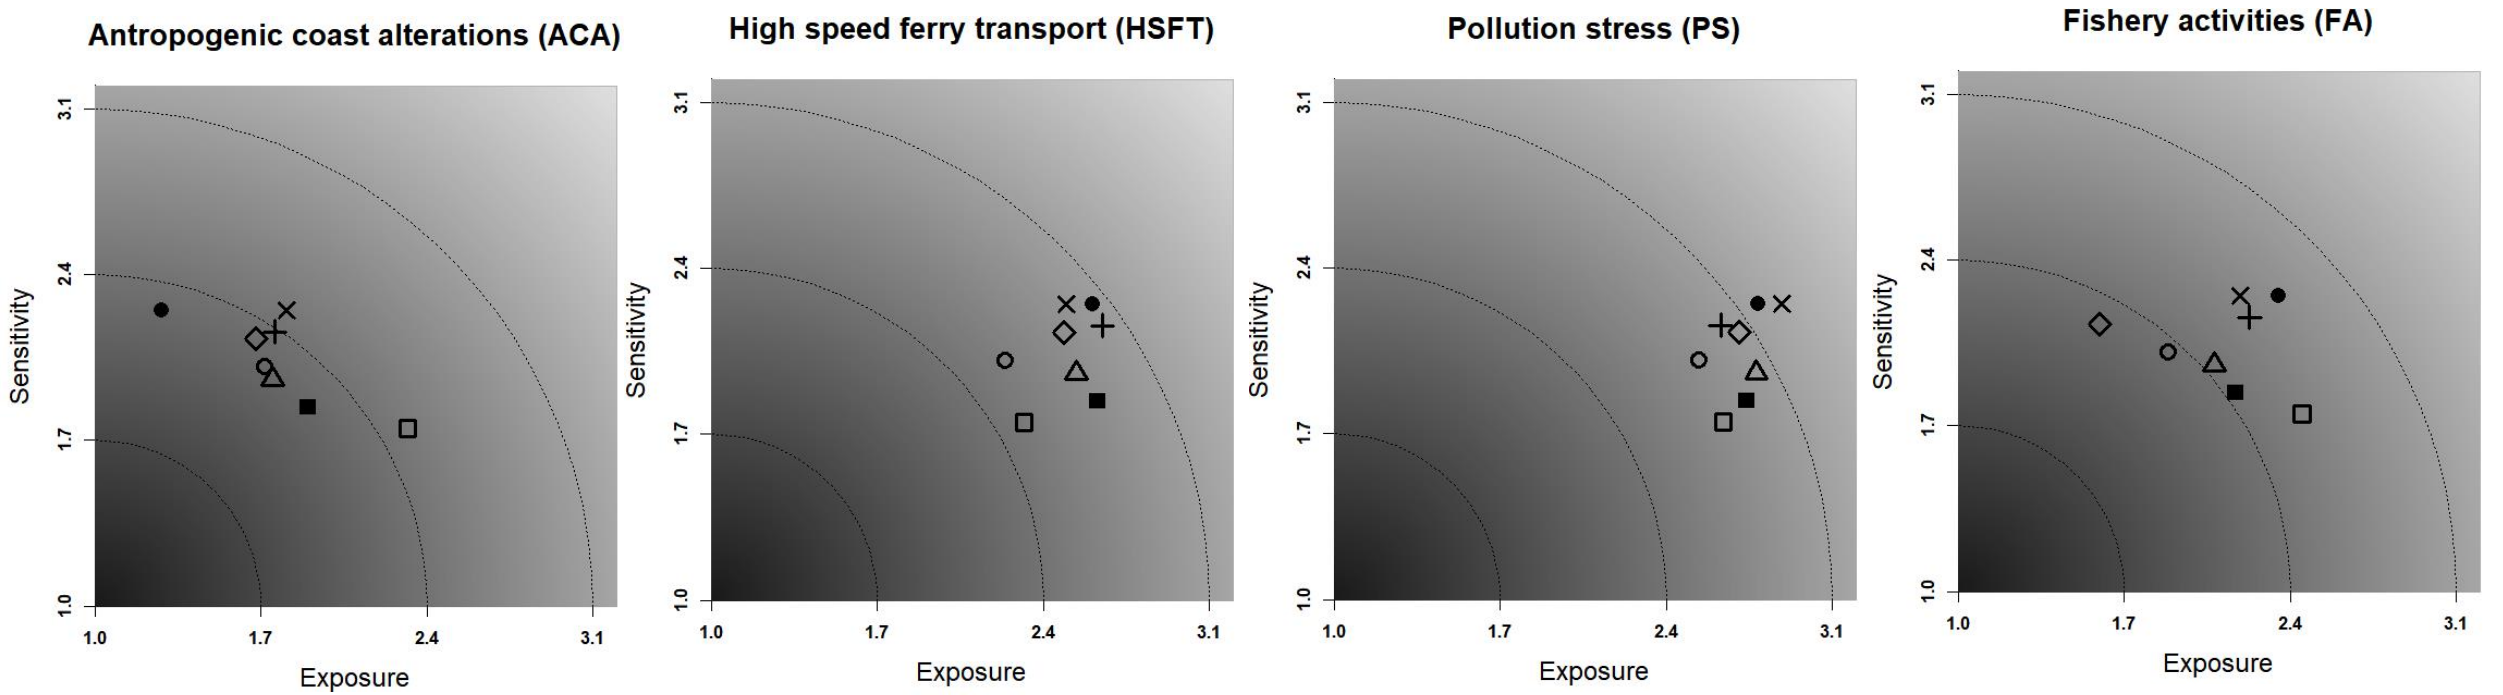 Antropogenic coast alterations (ACA)
Sensitivity
3.1
2.4
1.7
1.0
1.0 1.7 2.4 3.1
Exposure
High speed ferry transport (HSFT)
Sensitivity
3.1
2.4
1.7
1.0
1.0 1.7 2.4 3.1
Exposure
Pollution stress (PS)
Sensitivity
3.1
2.4
1.7
1.0
1.0 1.7 2.4 3.1
Exposure
Fishery activities (FA)
Sensitivity
3.1
2.4
1.7
1.0
1.0 1.7 2.4 3.1
Exposure